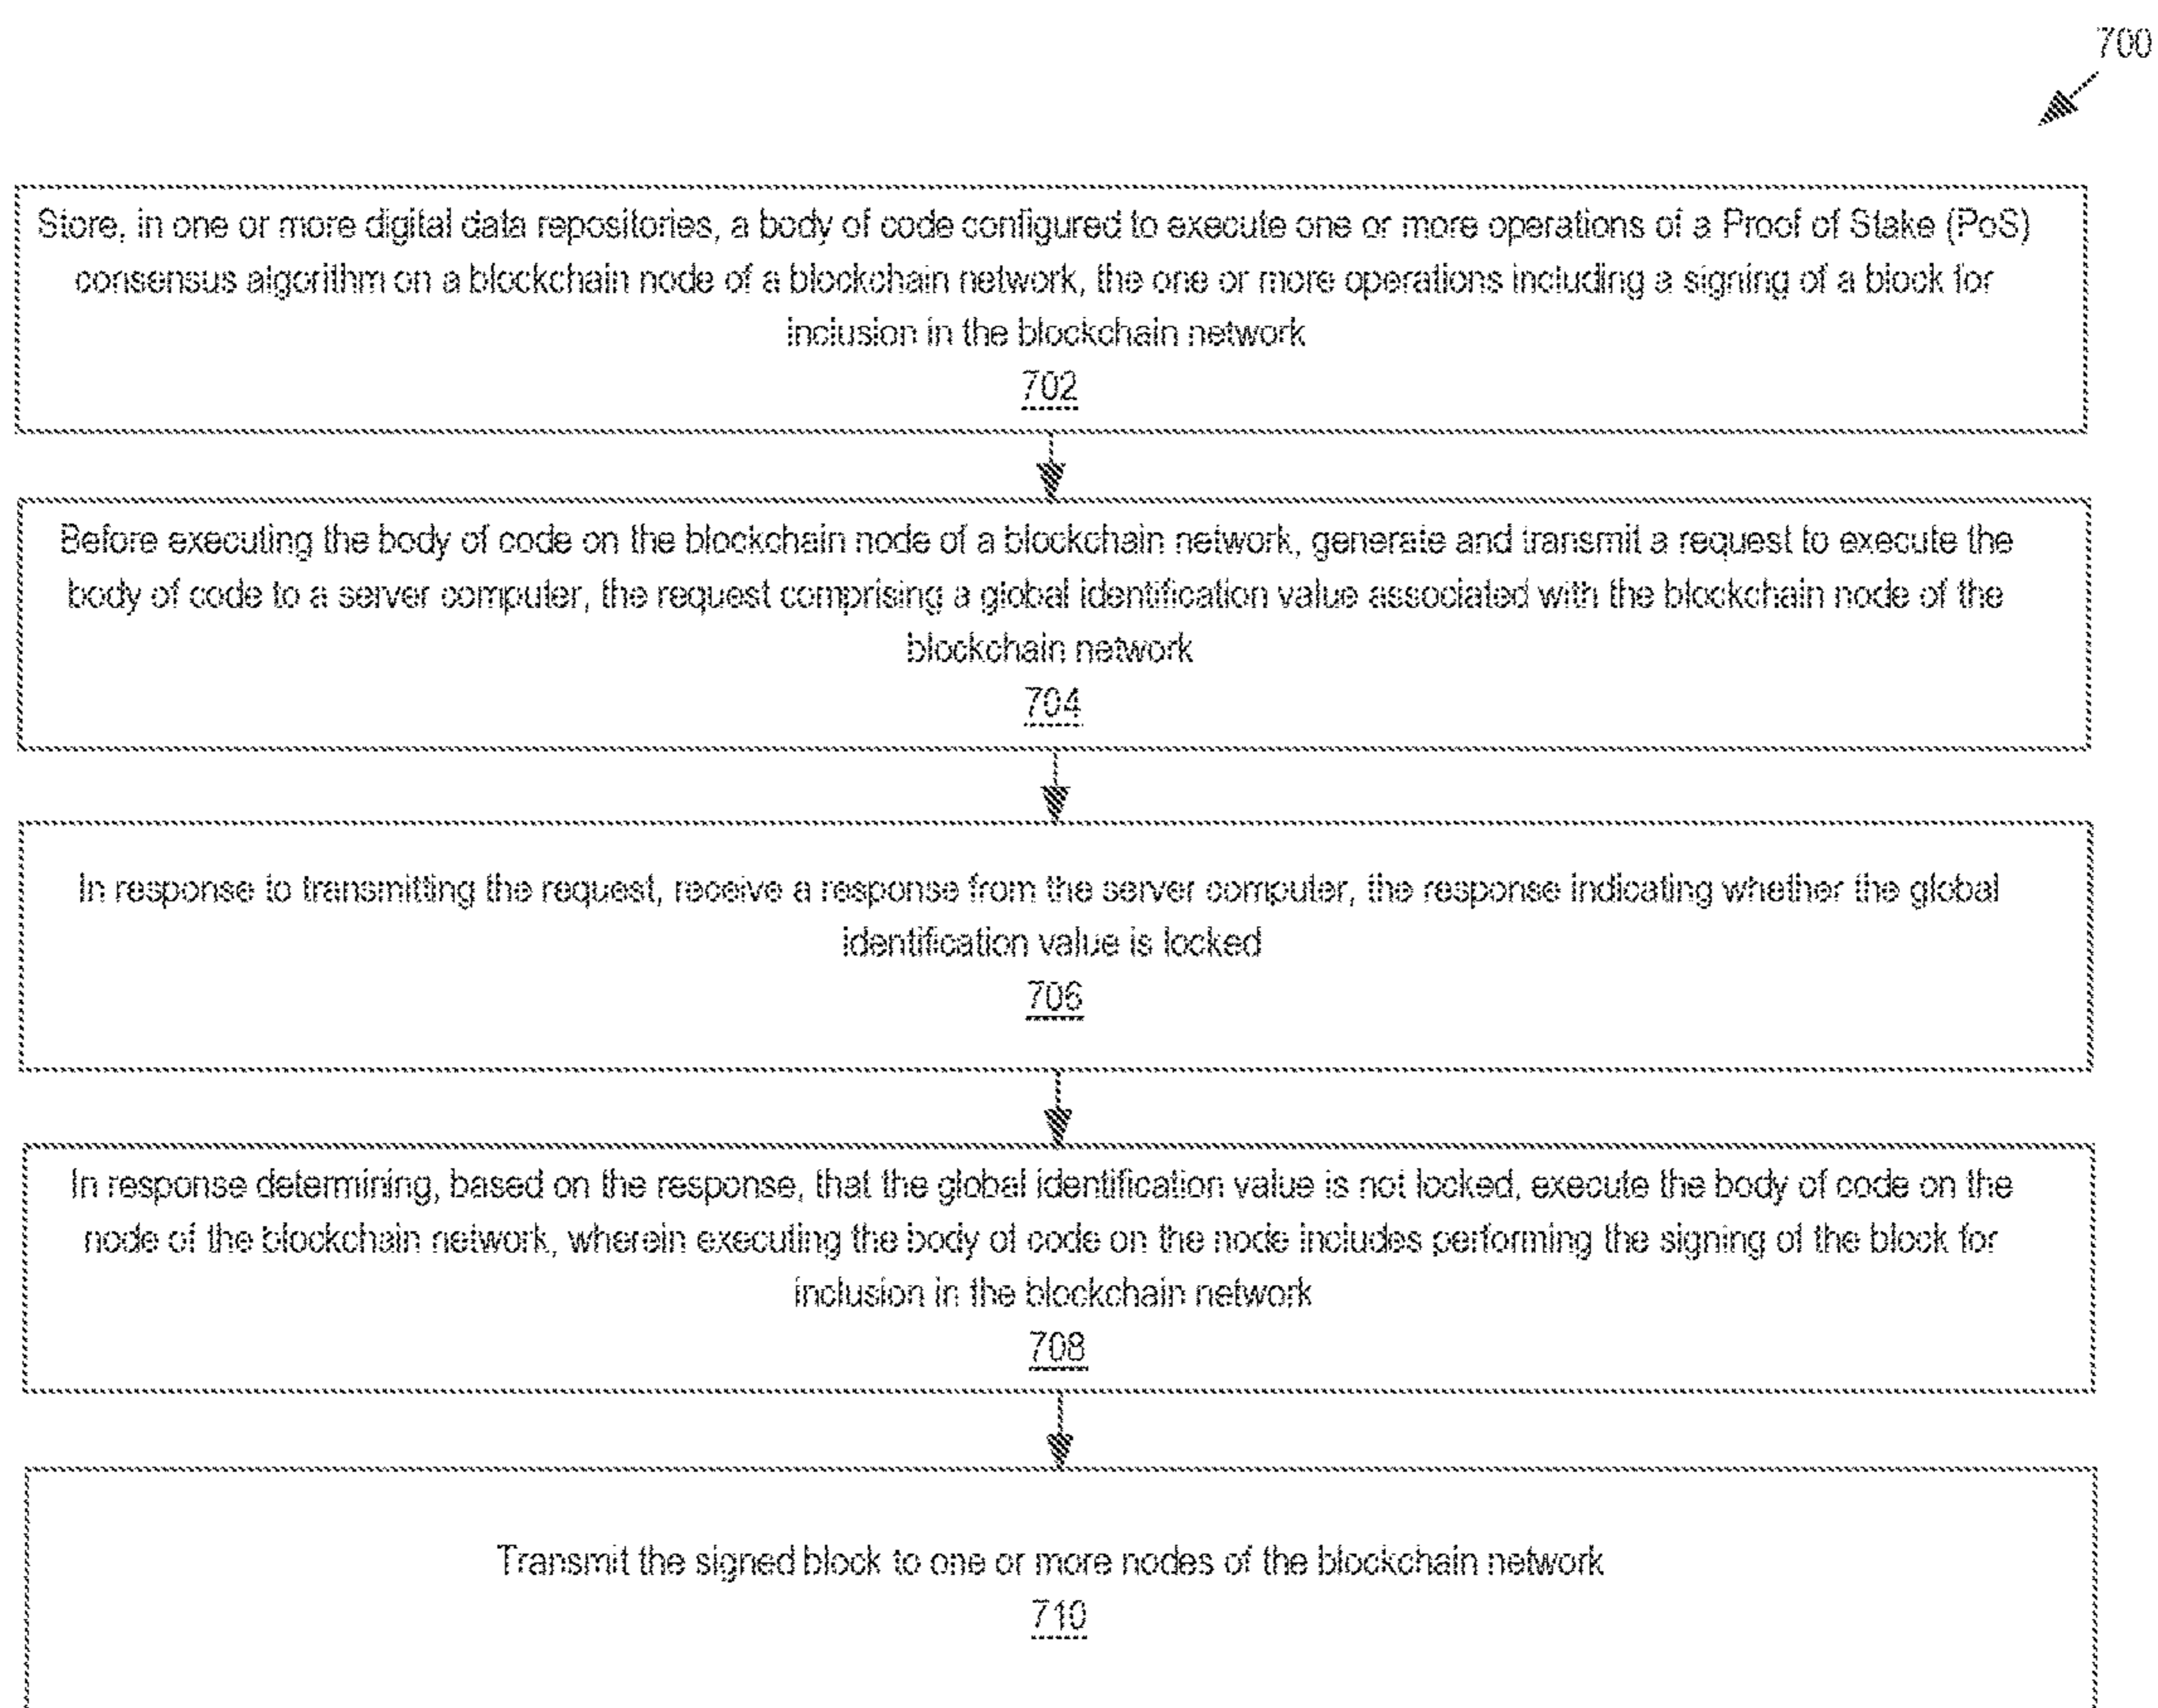 700
Store, in one or more digital data repositories, a body of code configured to execute one or more operations of a Proof of Stake (PoS)
consensus algorithm on a blockchain node of a blockchain network, the one or more operations including a signing of a block for
inclusion in the blockchain network
702
Before executing the body of code on the blockchain node of a blockchain network, generate and transmit a request to execute the
body of code to a server computer, the request comprising a global identification value associated with the blockchain node of the
blockchain network
704
In response to transmitting the request, receive a response from the server computer, the response indicating whether the global
identification value is locked
706
In response determining, based on the response, that the global identification value is not locked, execute the body of code on the
node of the blockchain network, wherein executing the body of code on the node includes performing the signing of the block for
inclusion in the blockchain network
708
Transmit the signed block to one or more nodes of the blockchain network
710